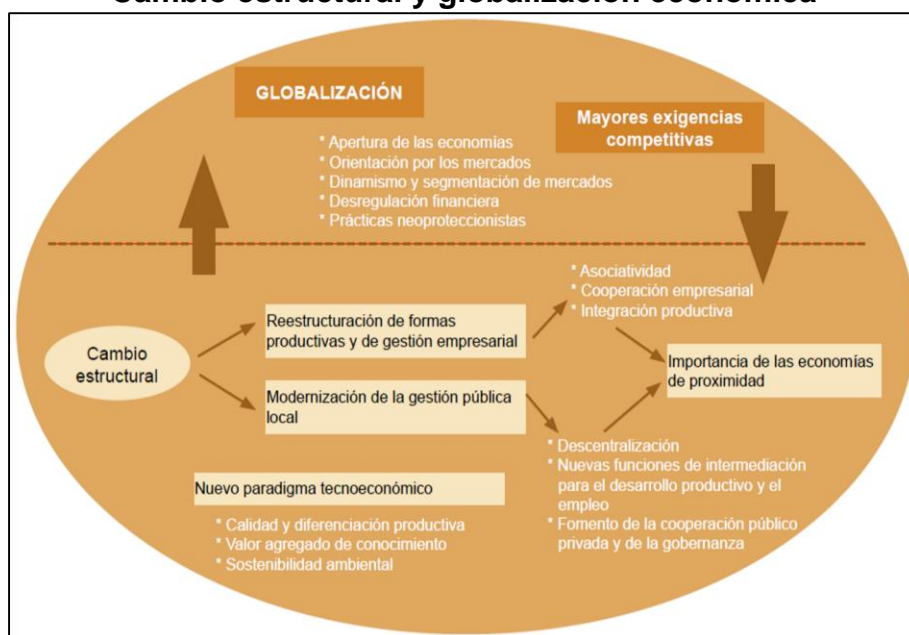 Cambio estructural y globalización económica
GLOBALIZACIÓN
* Apertura de las economías
* Orientación por los mercados
* Dinamismo y segmentación de mercados
* Desregulación financiera
* Prácticas neoproteccionistas
Mayores exigencias
competitivas
Cambio
estructural
Reestructuración de formas
productivas y de gestión empresarial
Modernización de la gestión pública
local
* Asociatividad
* Cooperación empresarial
* Integración productiva
Importancia de las economías
de proximidad
* Descentralización
* Nuevas funciones de intermediación
para el desarrollo productivo y el
empleo
* Fomento de la cooperación público
privada y de la gobernanza
Nuevo paradigma tecnoeconómico
* Calidad y diferenciación productiva
* Valor agregado de conocimiento
* Sostenibilidad ambiental